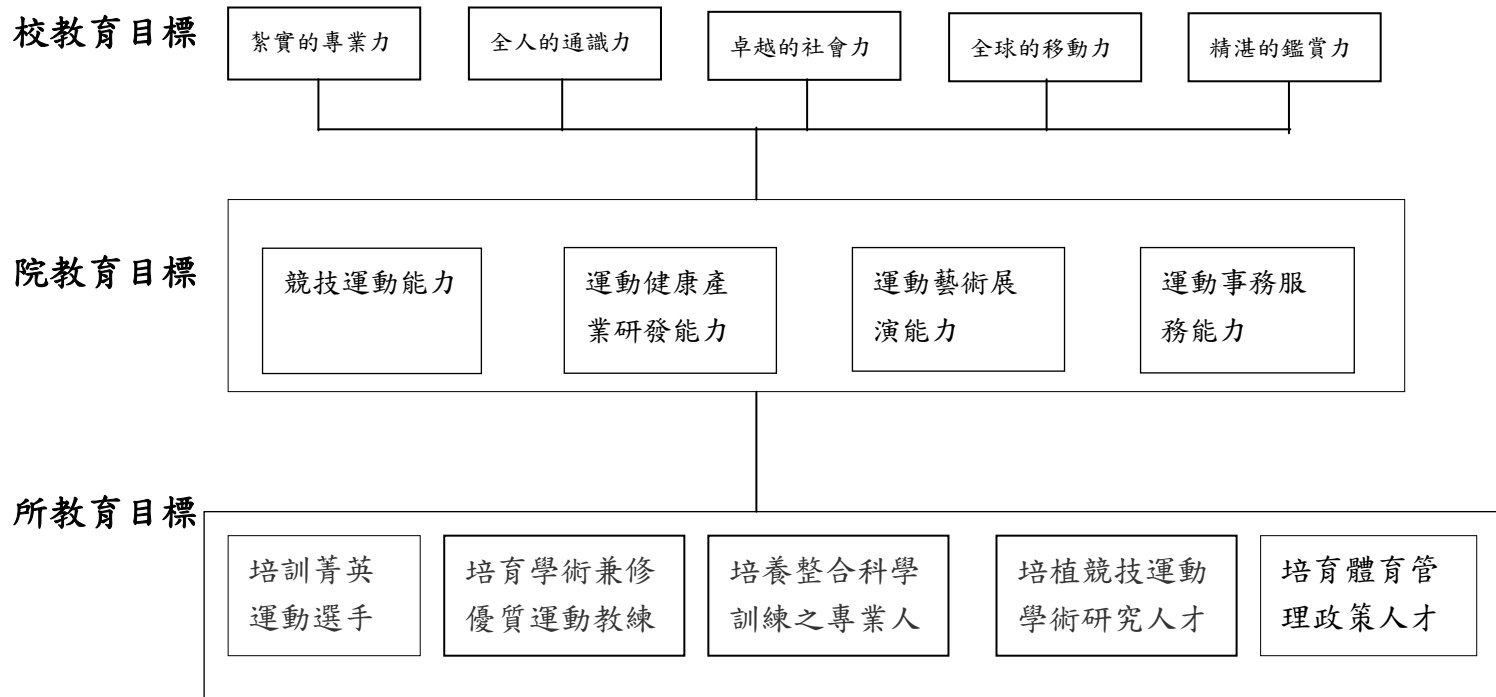 校教育目標
紮實的專業力
全人的通識力
卓越的社會力
全球的移動力
精湛的鑑賞力
院教育目標
競技運動能力
運動健康產
業研發能力
運動藝術展
演能力
運動事務服
務能力
所教育目標
培訓菁英
運動選手
培育學術兼修
優質運動教練
培養整合科學
訓練之專業人
培植競技運動
學術研究人才
培育體育管
理政策人才